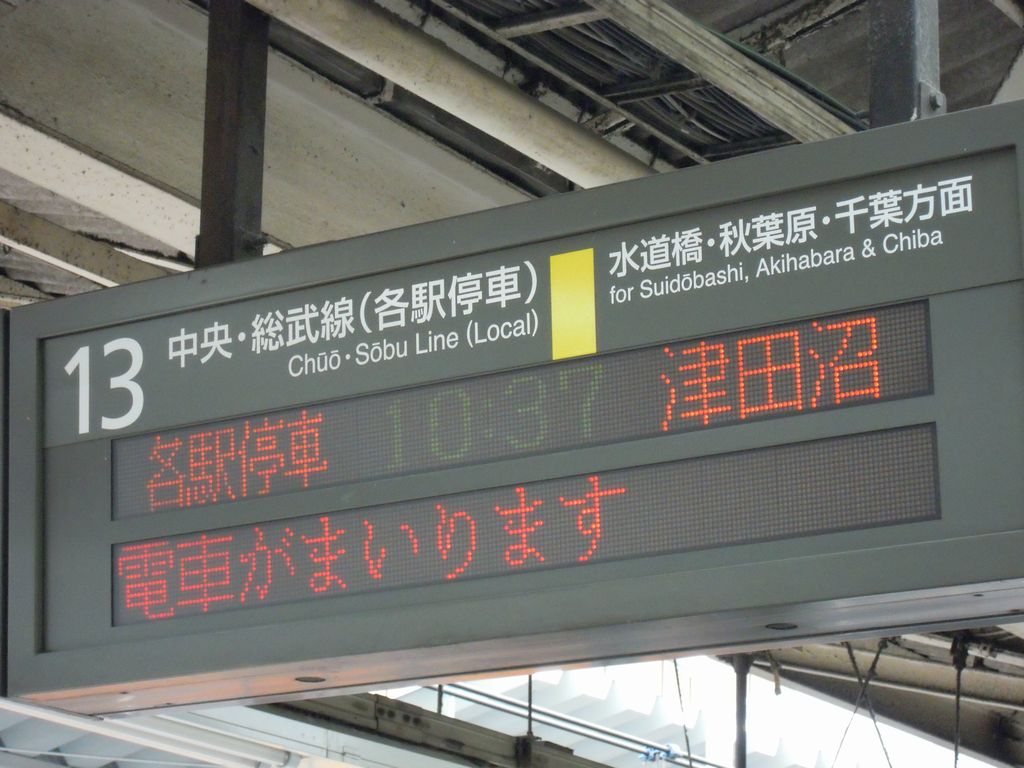 13 中央・総武線(各駅停車) 水道橋・秋葉原・千葉方面
Chūō・Sōbu Line (Local) for Suidōbashi, Akihabara & Chiba
各駅停車 10:37 津田沼
電車がまいります